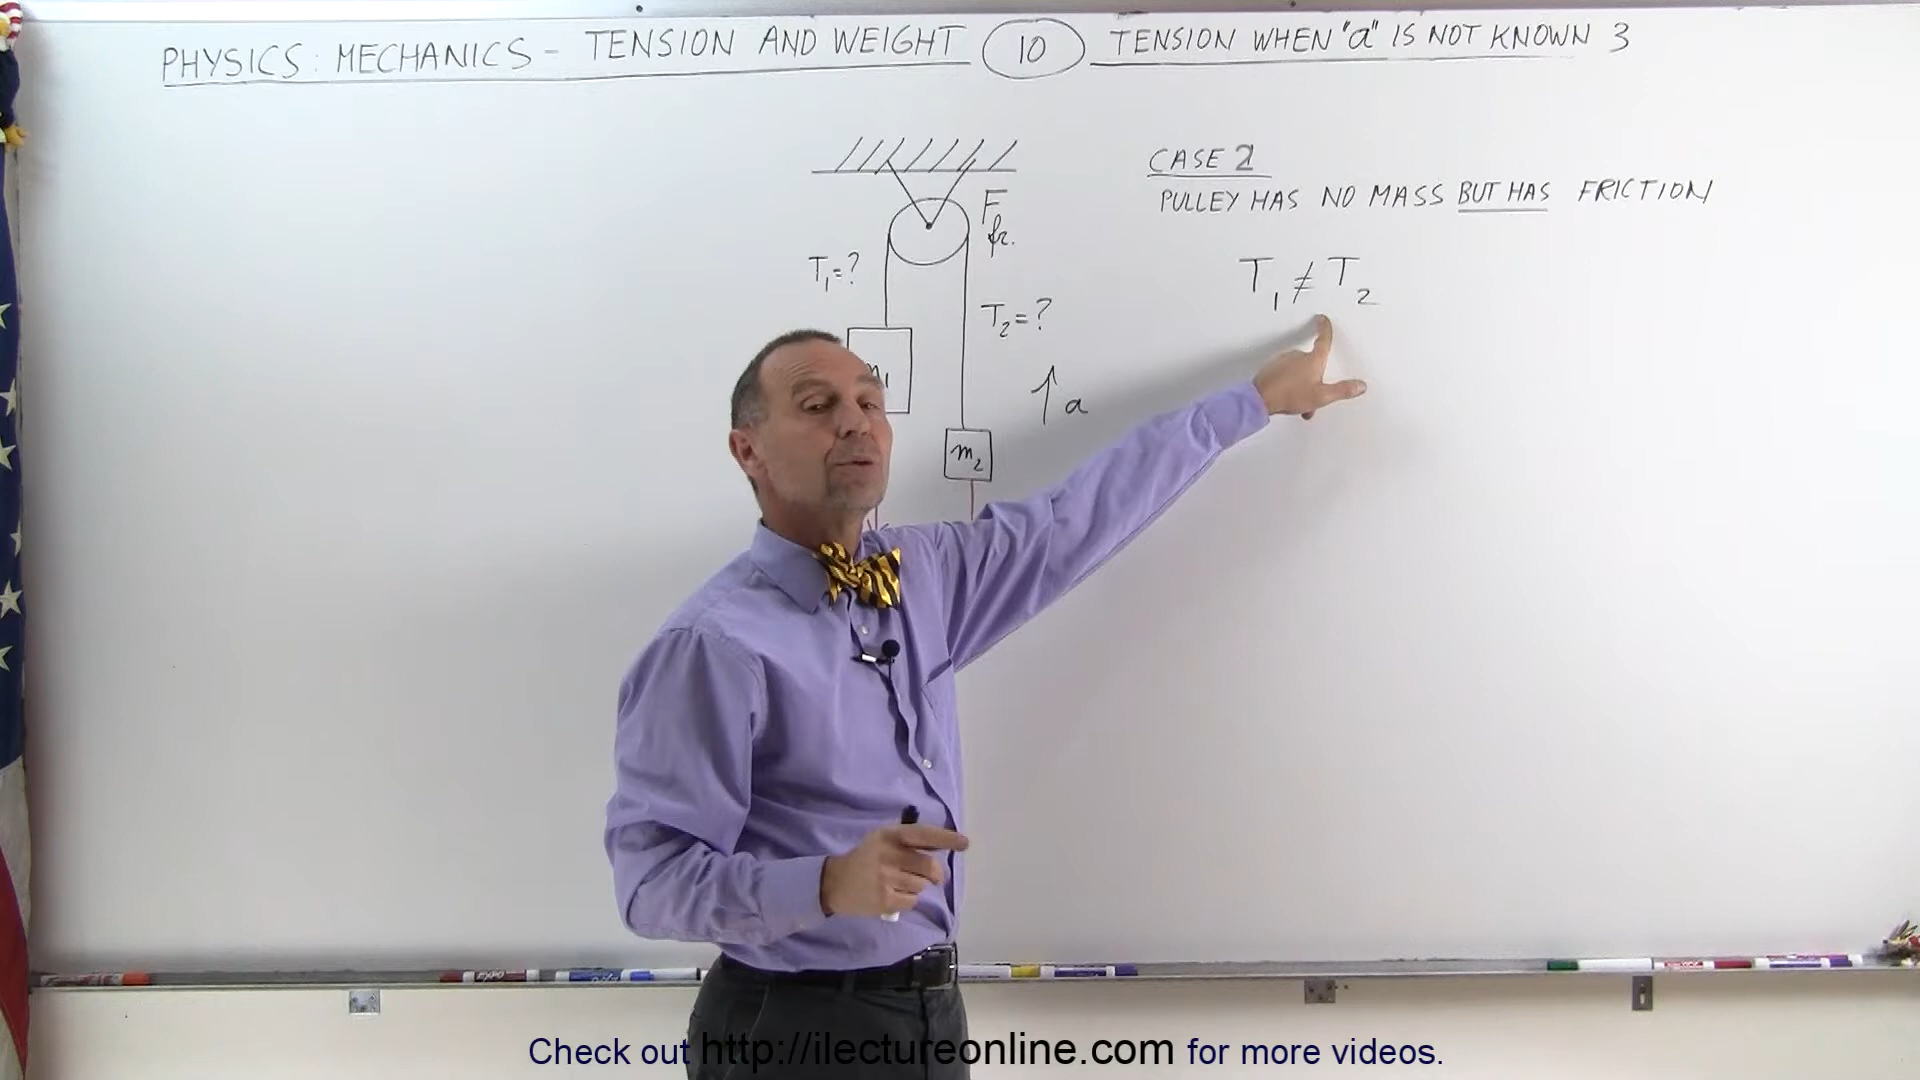 PHYSICS: MECHANICS - TENSION AND WEIGHT 10 TENSION WHEN "a" IS NOT KNOWN 3
CASE 2
PULLEY HAS NO MASS BUT HAS FRICTION
F fr.
T1=?
T1 ≠ T2
T2=?
m1
a
m2
EXPO
Check out http://ilectureonline.com for more videos.